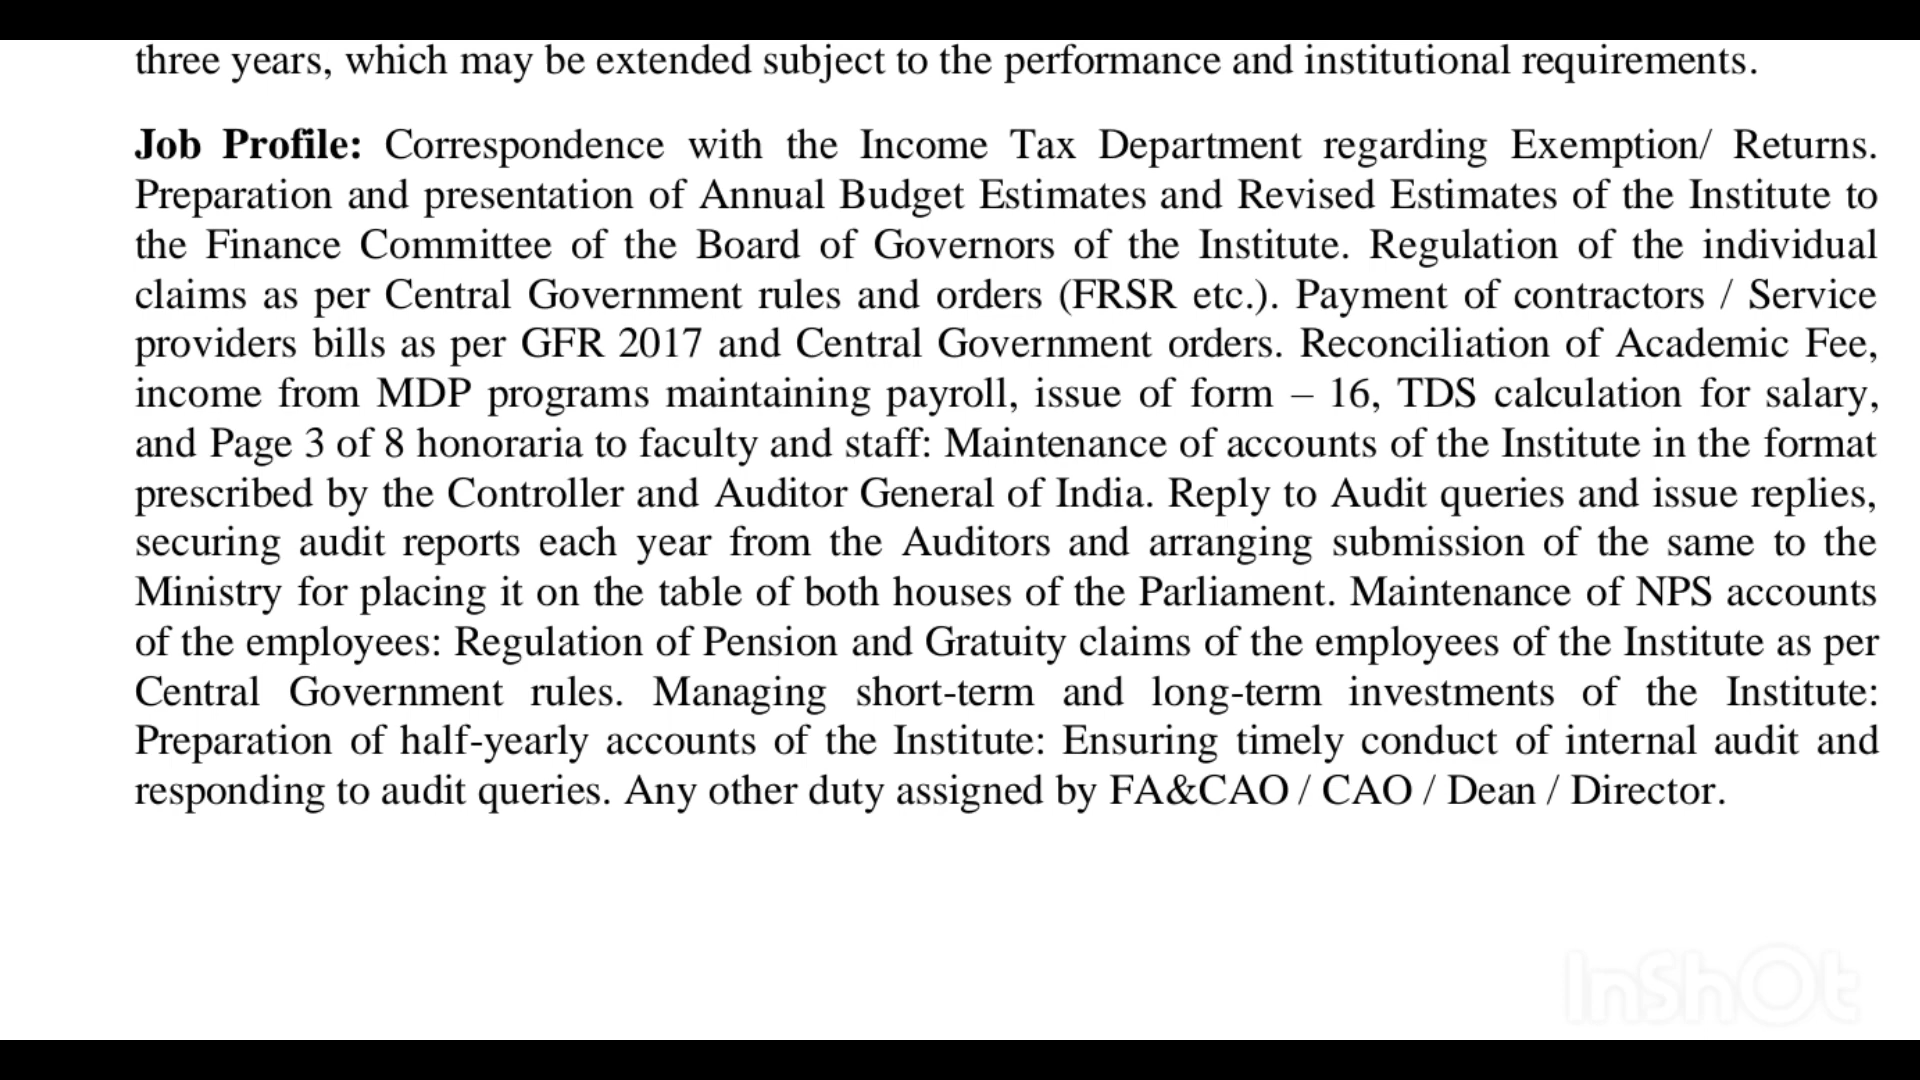 three years, which may be extended subject to the performance and institutional requirements.
Job Profile: Correspondence with the Income Tax Department regarding Exemption/ Returns.
Preparation and presentation of Annual Budget Estimates and Revised Estimates of the Institute to
the Finance Committee of the Board of Governors of the Institute. Regulation of the individual
claims as per Central Government rules and orders (FRSR etc.). Payment of contractors / Service
providers bills as per GFR 2017 and Central Government orders. Reconciliation of Academic Fee,
income from MDP programs maintaining payroll, issue of form – 16, TDS calculation for salary,
and Page 3 of 8 honoraria to faculty and staff: Maintenance of accounts of the Institute in the format
prescribed by the Controller and Auditor General of India. Reply to Audit queries and issue replies,
securing audit reports each year from the Auditors and arranging submission of the same to the
Ministry for placing it on the table of both houses of the Parliament. Maintenance of NPS accounts
of the employees: Regulation of Pension and Gratuity claims of the employees of the Institute as per
Central Government rules. Managing short-term and long-term investments of the Institute:
Preparation of half-yearly accounts of the Institute: Ensuring timely conduct of internal audit and
responding to audit queries. Any other duty assigned by FA&CAO / CAO / Dean / Director.
InShOt